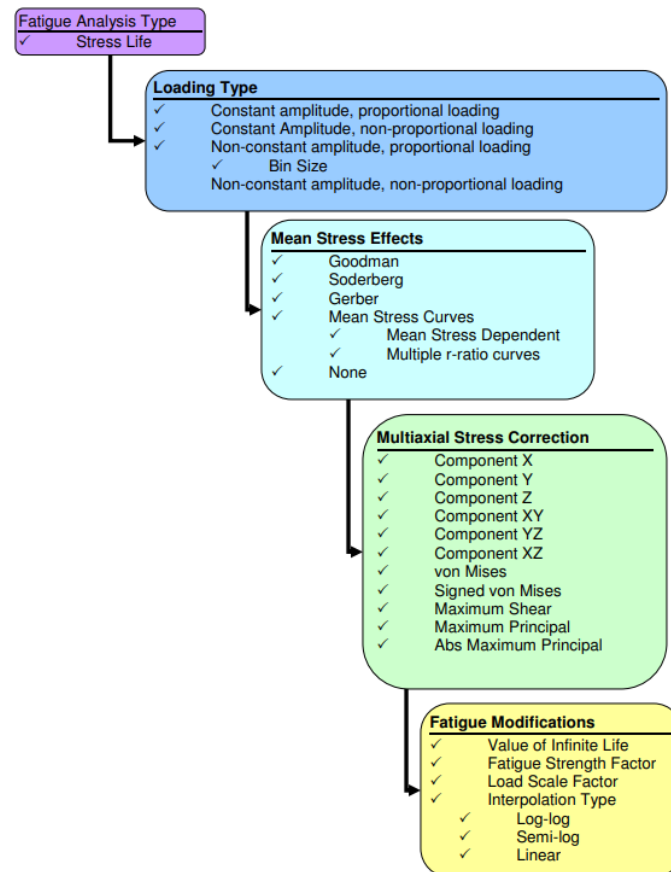 Fatigue Analysis Type
✓ Stress Life
Loading Type
✓ Constant amplitude, proportional loading
✓ Constant Amplitude, non-proportional loading
✓ Non-constant amplitude, proportional loading
✓ Bin Size
Non-constant amplitude, non-proportional loading
Mean Stress Effects
✓ Goodman
✓ Soderberg
✓ Gerber
✓ Mean Stress Curves
✓ Mean Stress Dependent
✓ Multiple r-ratio curves
✓ None
Multiaxial Stress Correction
✓ Component X
✓ Component Y
✓ Component Z
✓ Component XY
✓ Component YZ
✓ Component XZ
✓ von Mises
✓ Signed von Mises
✓ Maximum Shear
✓ Maximum Principal
✓ Abs Maximum Principal
Fatigue Modifications
✓ Value of Infinite Life
✓ Fatigue Strength Factor
✓ Load Scale Factor
✓ Interpolation Type
✓ Log-log
✓ Semi-log
✓ Linear